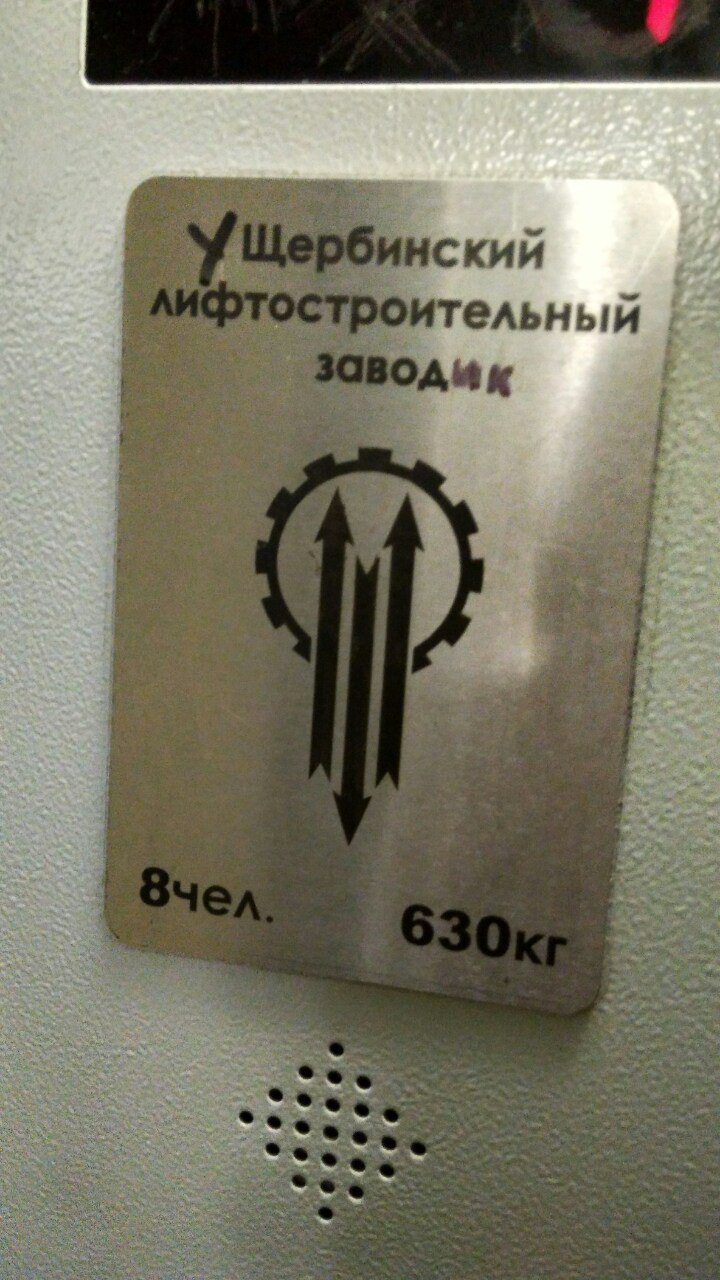 УЩербинский
лифтостроительный
заводик
8чел.
630кг